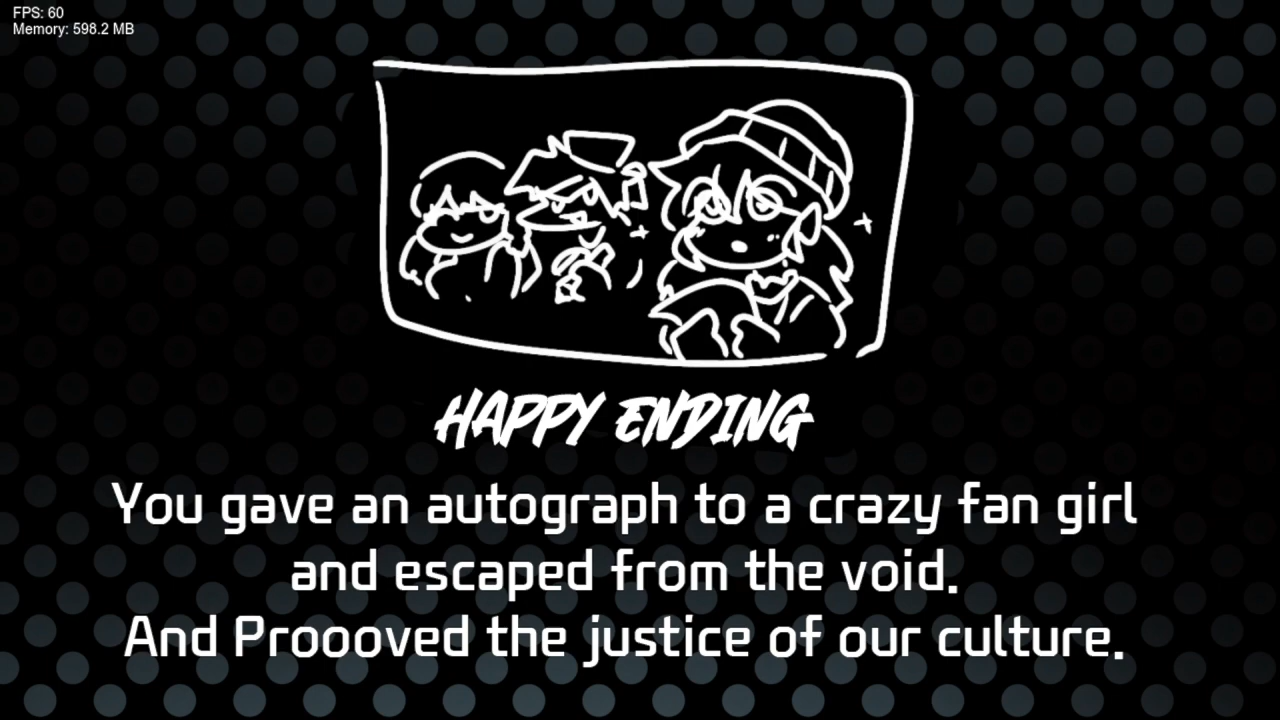 FPS: 60
Memory: 598.2 MB
HAPPY ENDING
You gave an autograph to a crazy fan girl
and escaped from the void.
And Proooved the justice of our culture.